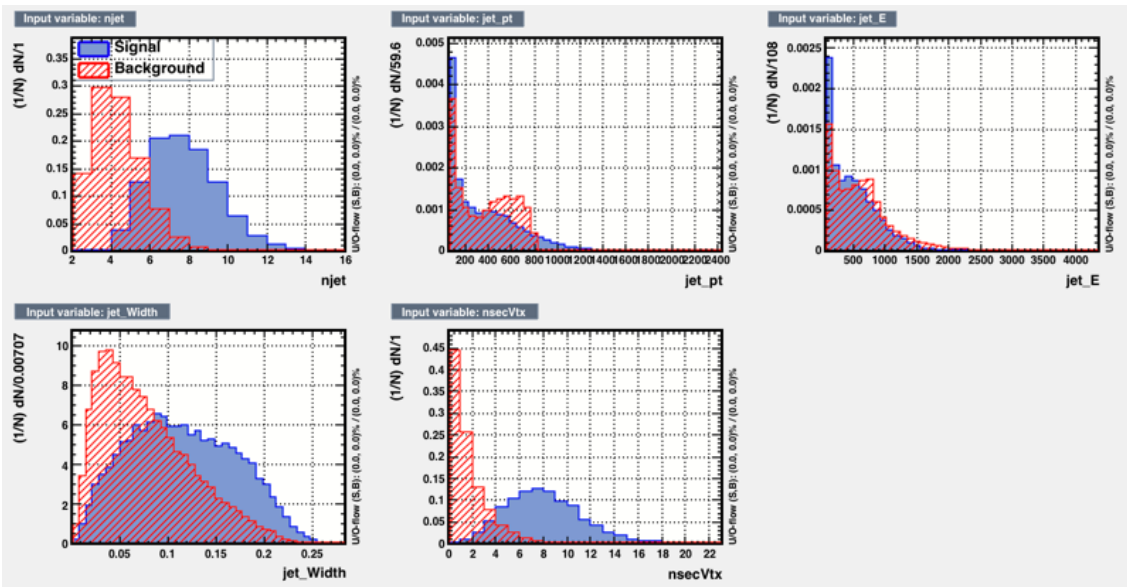 Input variable: njet
(1/N) dN/1
0.35
0.3
0.25
0.2
0.15
0.1
0.05
0
Signal
Background
2 4 6 8 10 12 14 16
njet
U/O-flow (S,B): (0.0, 0.0)% / (0.0, 0.0)%
Input variable: jet_pt
(1/N) dN/59.6
0.005
0.004
0.003
0.002
0.001
0
200 400 600 800 1000 1200 1400 1600 1800 2000 2200 2400
jet_pt
U/O-flow (S,B): (0.0, 0.0)% / (0.0, 0.0)%
Input variable: jet_E
(1/N) dN/108
0.0025
0.002
0.0015
0.001
0.0005
0
500 1000 1500 2000 2500 3000 3500 4000
jet_E
U/O-flow (S,B): (0.0, 0.0)% / (0.0, 0.0)%
Input variable: jet_Width
(1/N) dN/0.00707
10
8
6
4
2
0
0.05 0.1 0.15 0.2 0.25
jet_Width
U/O-flow (S,B): (0.0, 0.0)% / (0.0, 0.0)%
Input variable: nsecVtx
(1/N) dN/1
0.45
0.4
0.35
0.3
0.25
0.2
0.15
0.1
0.05
0
0 2 4 6 8 10 12 14 16 18 20 22
nsecVtx
U/O-flow (S,B): (0.0, 0.0)% / (0.0, 0.0)%